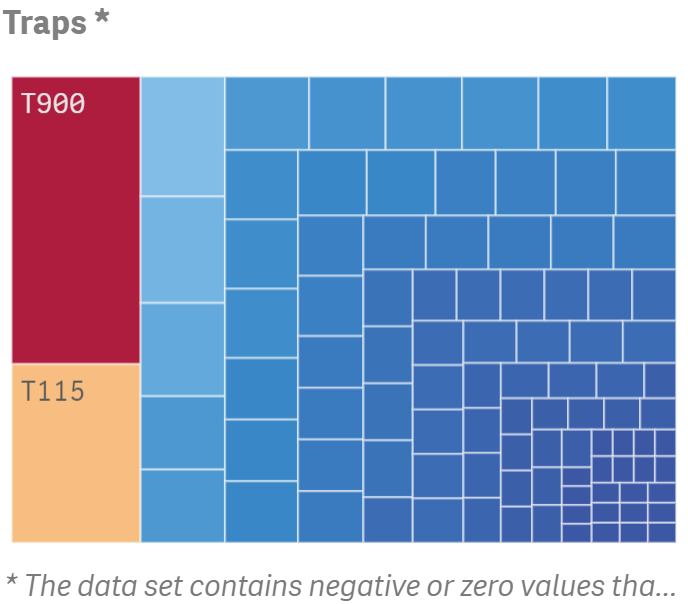 Traps *
T900
T115
* The data set contains negative or zero values tha...